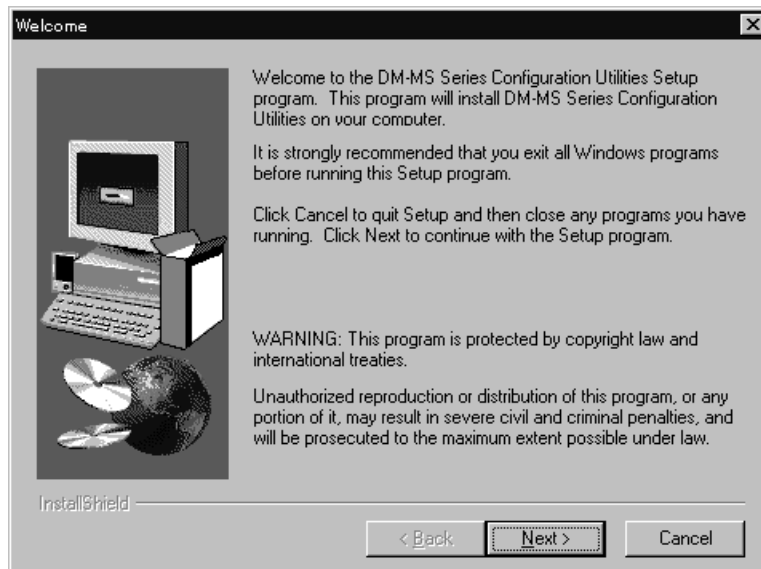 Welcome
Welcome to the DM-MS Series Configuration Utilities Setup
program. This program will install DM-MS Series Configuration
Utilities on your computer.
It is strongly recommended that you exit all Windows programs
before running this Setup program.
Click Cancel to quit Setup and then close any programs you have
running. Click Next to continue with the Setup program.
WARNING: This program is protected by copyright law and
international treaties.
Unauthorized reproduction or distribution of this program, or any
portion of it, may result in severe civil and criminal penalties, and
will be prosecuted to the maximum extent possible under law.
InstallShield
< Back
Next >
Cancel